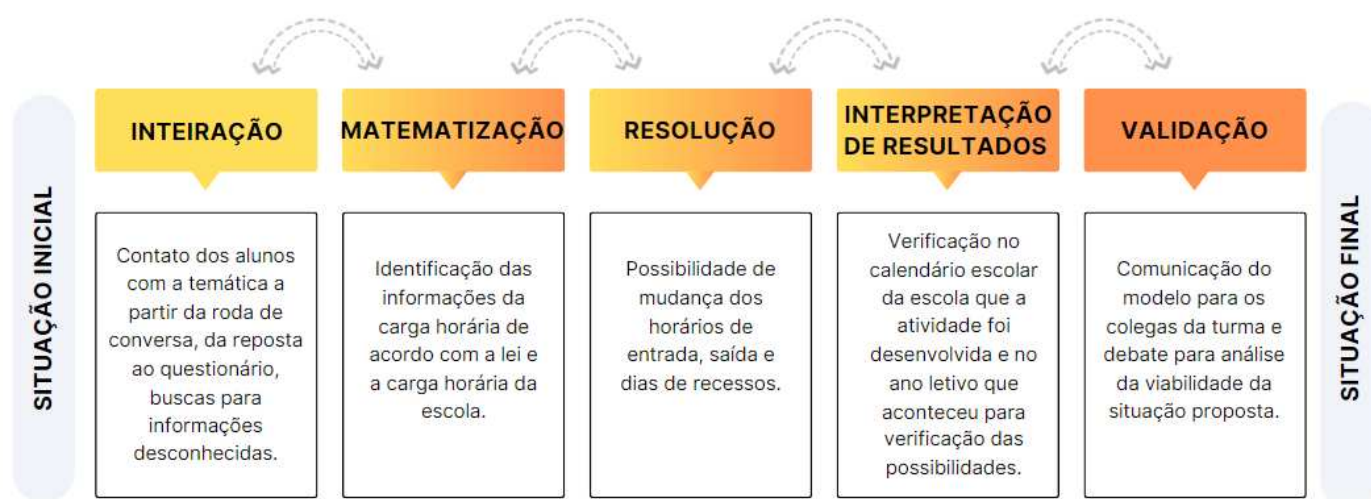 SITUAÇÃO INICIAL
INTEIRAÇÃO
Contato dos alunos
com a temática a
partir da roda de
conversa, da reposta
ao questionário,
buscas para
informações
desconhecidas.
MATEMATIZAÇÃO
Identificação das
informações da
carga horária de
acordo com a lei e
a carga horária da
escola.
RESOLUÇÃO
Possibilidade de
mudança dos
horários de
entrada, saída e
dias de recessos.
INTERPRETAÇÃO
DE RESULTADOS
Verificação no
calendário escolar
da escola que a
atividade foi
desenvolvida e no
ano letivo que
aconteceu para
verificação das
possibilidades.
VALIDAÇÃO
Comunicação do
modelo para os
colegas da turma e
debate para análise
da viabilidade da
situação proposta.
SITUAÇÃO FINAL